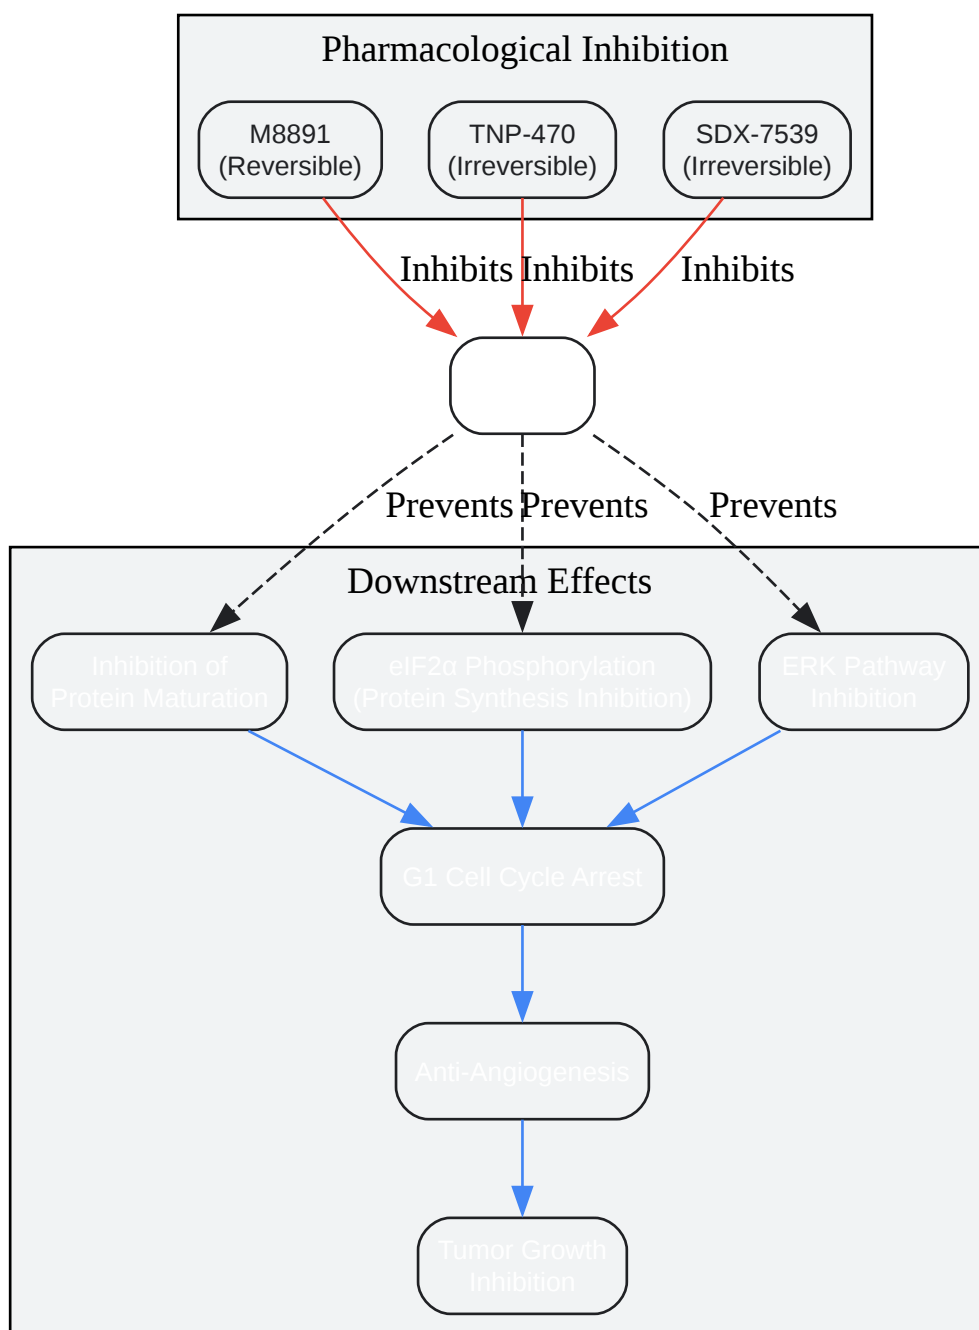 Pharmacological Inhibition
M8891
(Reversible)
TNP-470
(Irreversible)
SDX-7539
(Irreversible)
Inhibits
Inhibits
Inhibits
Prevents
Prevents
Prevents
Downstream Effects
Inhibition of
Protein Maturation
eIF2α Phosphorylation
(Protein Synthesis Inhibition)
ERK Pathway
Inhibition
G1 Cell Cycle Arrest
Anti-Angiogenesis
Tumor Growth
Inhibition